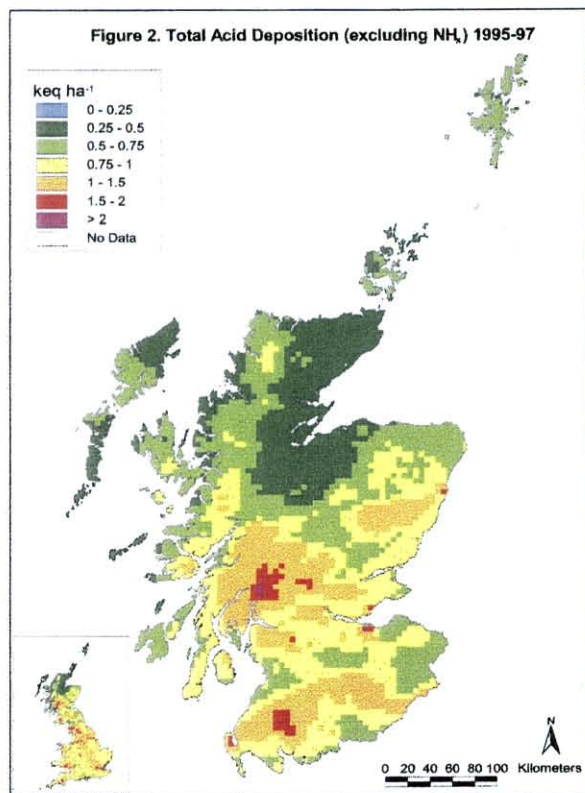 Figure 2. Total Acid Deposition (excluding NHₓ) 1995-97
keq ha⁻¹
0 - 0.25
0.25 - 0.5
0.5 - 0.75
0.75 - 1
1 - 1.5
1.5 - 2
> 2
No Data
N
0 20 40 60 80 100 Kilometers